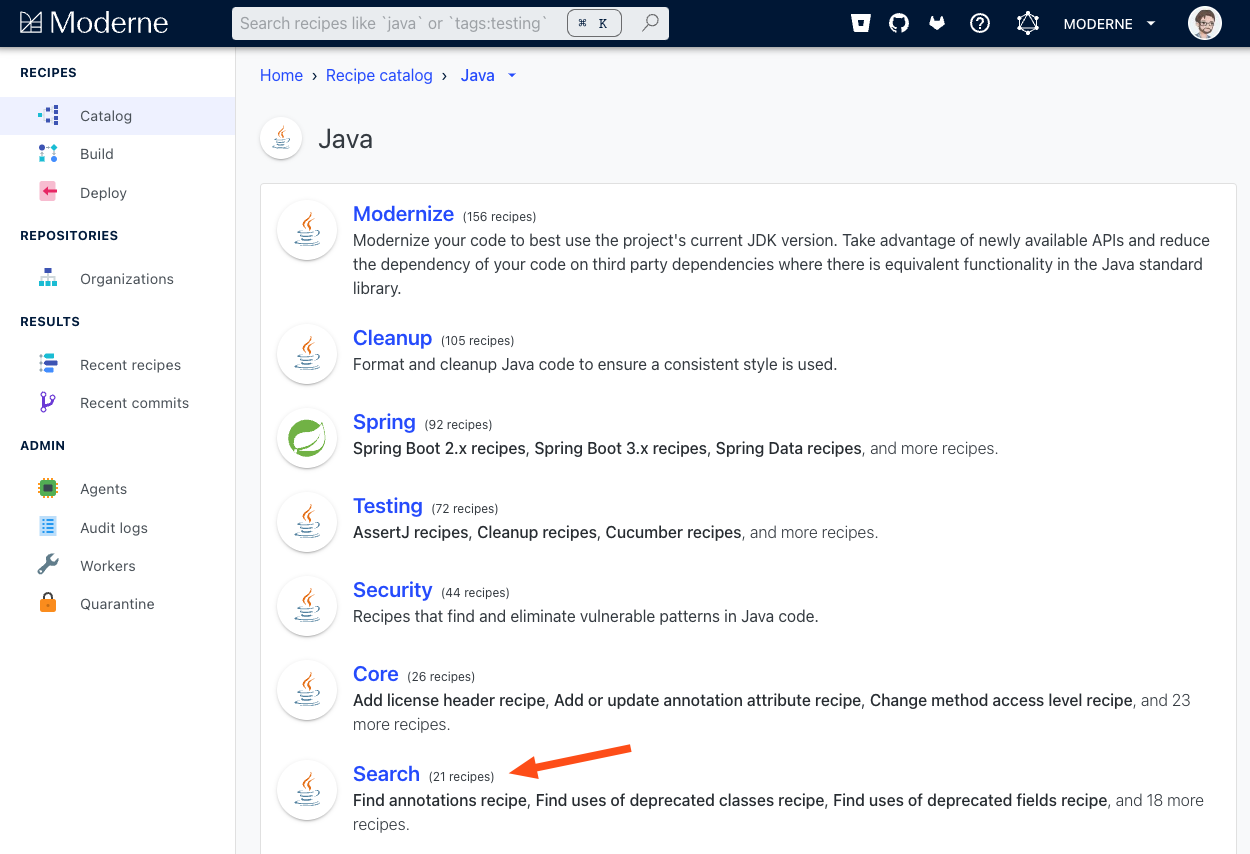 Moderne
Search recipes like `java` or `tags:testing`
⌘ K
MODERNE
RECIPES
Catalog
Build
Deploy
REPOSITORIES
Organizations
RESULTS
Recent recipes
Recent commits
ADMIN
Agents
Audit logs
Workers
Quarantine
Home › Recipe catalog › Java
Java
Modernize (156 recipes)
Modernize your code to best use the project's current JDK version. Take advantage of newly available APIs and reduce
the dependency of your code on third party dependencies where there is equivalent functionality in the Java standard
library.
Cleanup (105 recipes)
Format and cleanup Java code to ensure a consistent style is used.
Spring (92 recipes)
Spring Boot 2.x recipes, Spring Boot 3.x recipes, Spring Data recipes, and more recipes.
Testing (72 recipes)
AssertJ recipes, Cleanup recipes, Cucumber recipes, and more recipes.
Security (44 recipes)
Recipes that find and eliminate vulnerable patterns in Java code.
Core (26 recipes)
Add license header recipe, Add or update annotation attribute recipe, Change method access level recipe, and 23
more recipes.
Search (21 recipes)
Find annotations recipe, Find uses of deprecated classes recipe, Find uses of deprecated fields recipe, and 18 more
recipes.